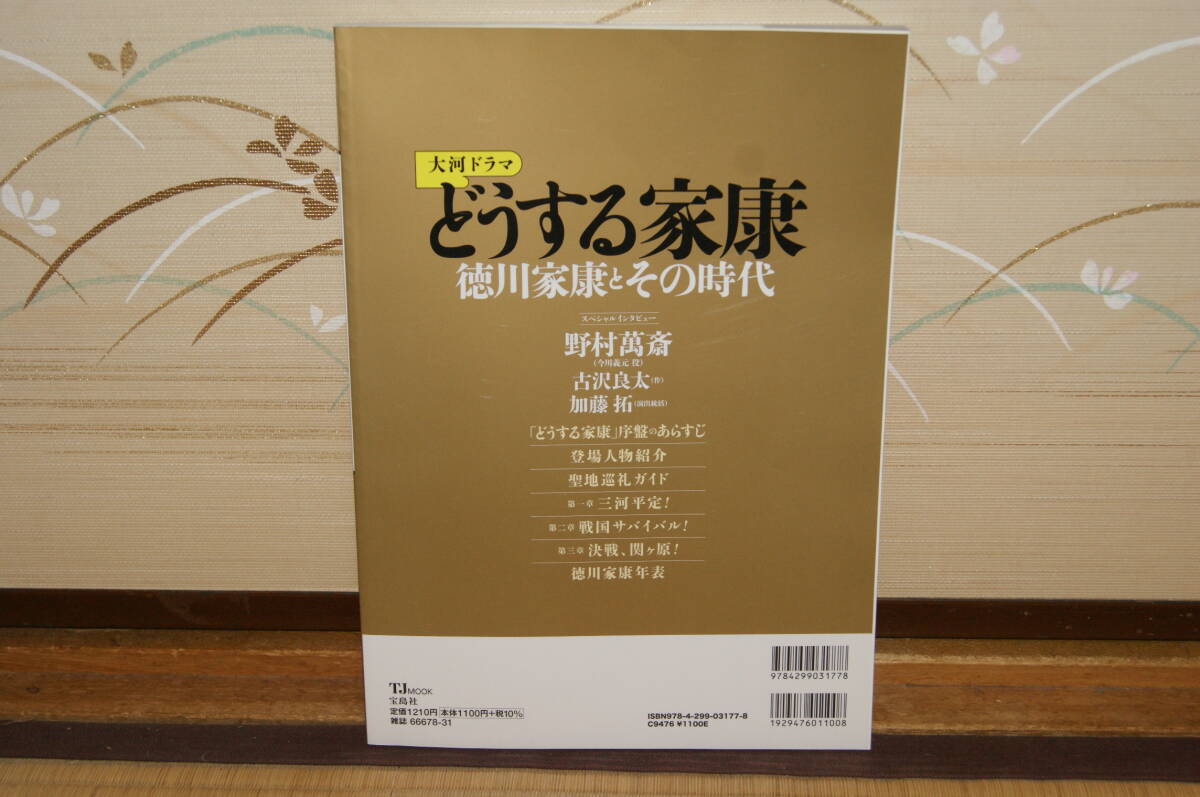 大河ドラマ
どうする家康
徳川家康とその時代
スペシャルインタビュー
野村萬斎
(今川義元 役)
古沢良太(作)
加藤 拓(演出統括)
「どうする家康」序盤のあらすじ
登場人物紹介
聖地巡礼ガイド
第一章 三河平定!
第二章 戦国サバイバル!
第三章 決戦、関ヶ原!
徳川家康年表
9784299031778
TJ MOOK
宝島社
定価1210円 本体1100円+税10%
雑誌 66678-31
ISBN978-4-299-03177-8
C9476 ¥1100E
1929476011008